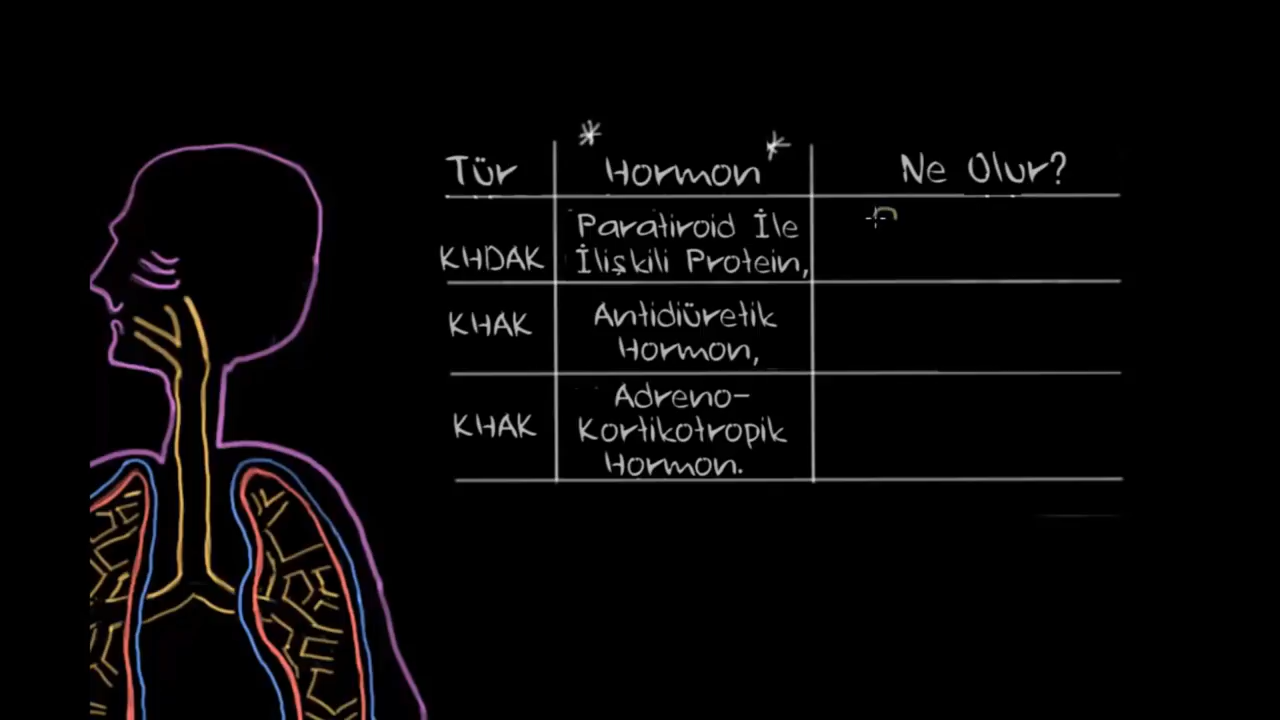 Tür * Hormon * Ne Olur?
Paratiroid İle
KHDAK İlişkili Protein,
KHAK Antidiüretik
Hormon,
Adreno-
KHAK Kortikotropik
Hormon.